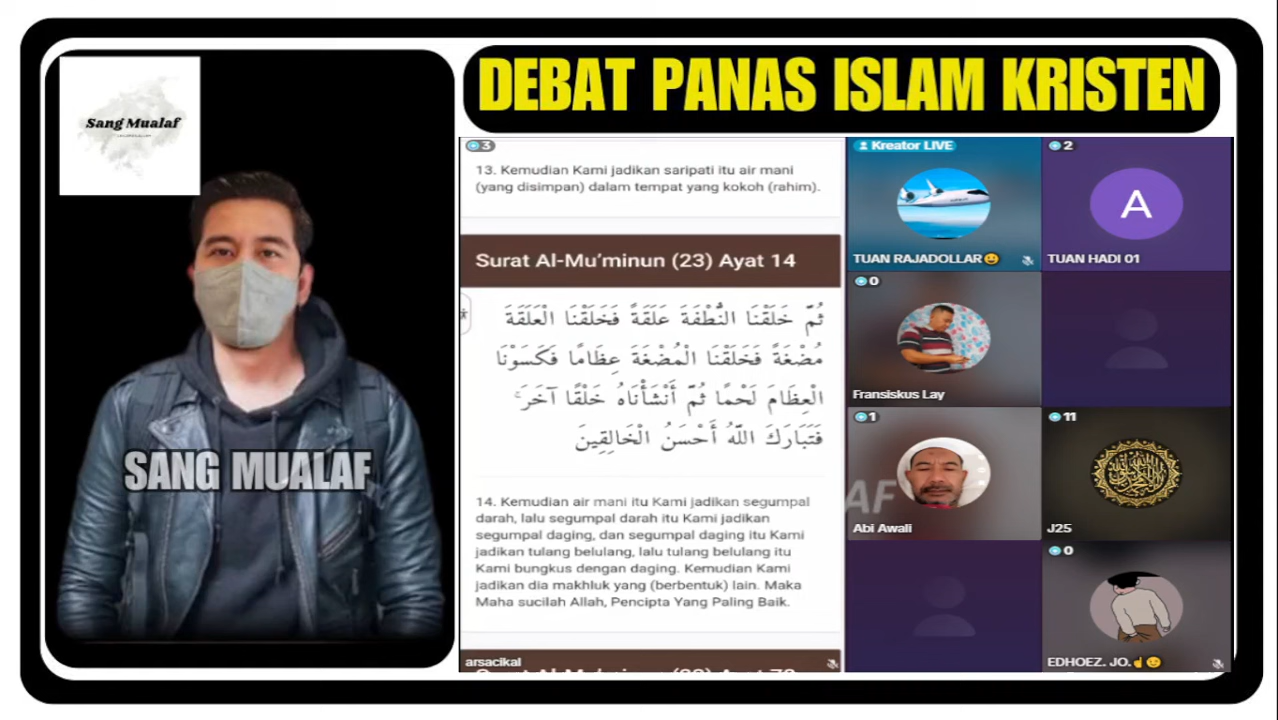 DEBAT PANAS ISLAM KRISTEN
Sang Mualaf
SANG MUALAF
3
13. Kemudian Kami jadikan saripati itu air mani
(yang disimpan) dalam tempat yang kokoh (rahim).
Surat Al-Mu'minun (23) Ayat 14
ثُمَّ خَلَقْنَا النُّطْفَةَ عَلَقَةً فَخَلَقْنَا الْعَلَقَةَ
مُضْغَةً فَخَلَقْنَا الْمُضْغَةَ عِظَامًا فَكَسَوْنَا
الْعِظَامَ لَحْمًا ثُمَّ أَنْشَأْنَاهُ خَلْقًا آخَرَ ۚ
فَتَبَارَكَ اللَّهُ أَحْسَنُ الْخَالِقِينَ
14. Kemudian air mani itu Kami jadikan segumpal
darah, lalu segumpal darah itu Kami jadikan
segumpal daging, dan segumpal daging itu Kami
jadikan tulang belulang, lalu tulang belulang itu
Kami bungkus dengan daging. Kemudian Kami
jadikan dia makhluk yang (berbentuk) lain. Maka
Maha sucilah Allah, Pencipta Yang Paling Baik.
arsacikal
Kreator LIVE
TUAN RAJADOLLAR😀
2
A
TUAN HADI 01
0
Fransiskus Lay
1
AF
Abi Awali
11
J25
0
EDHOEZ. JO.☝😉